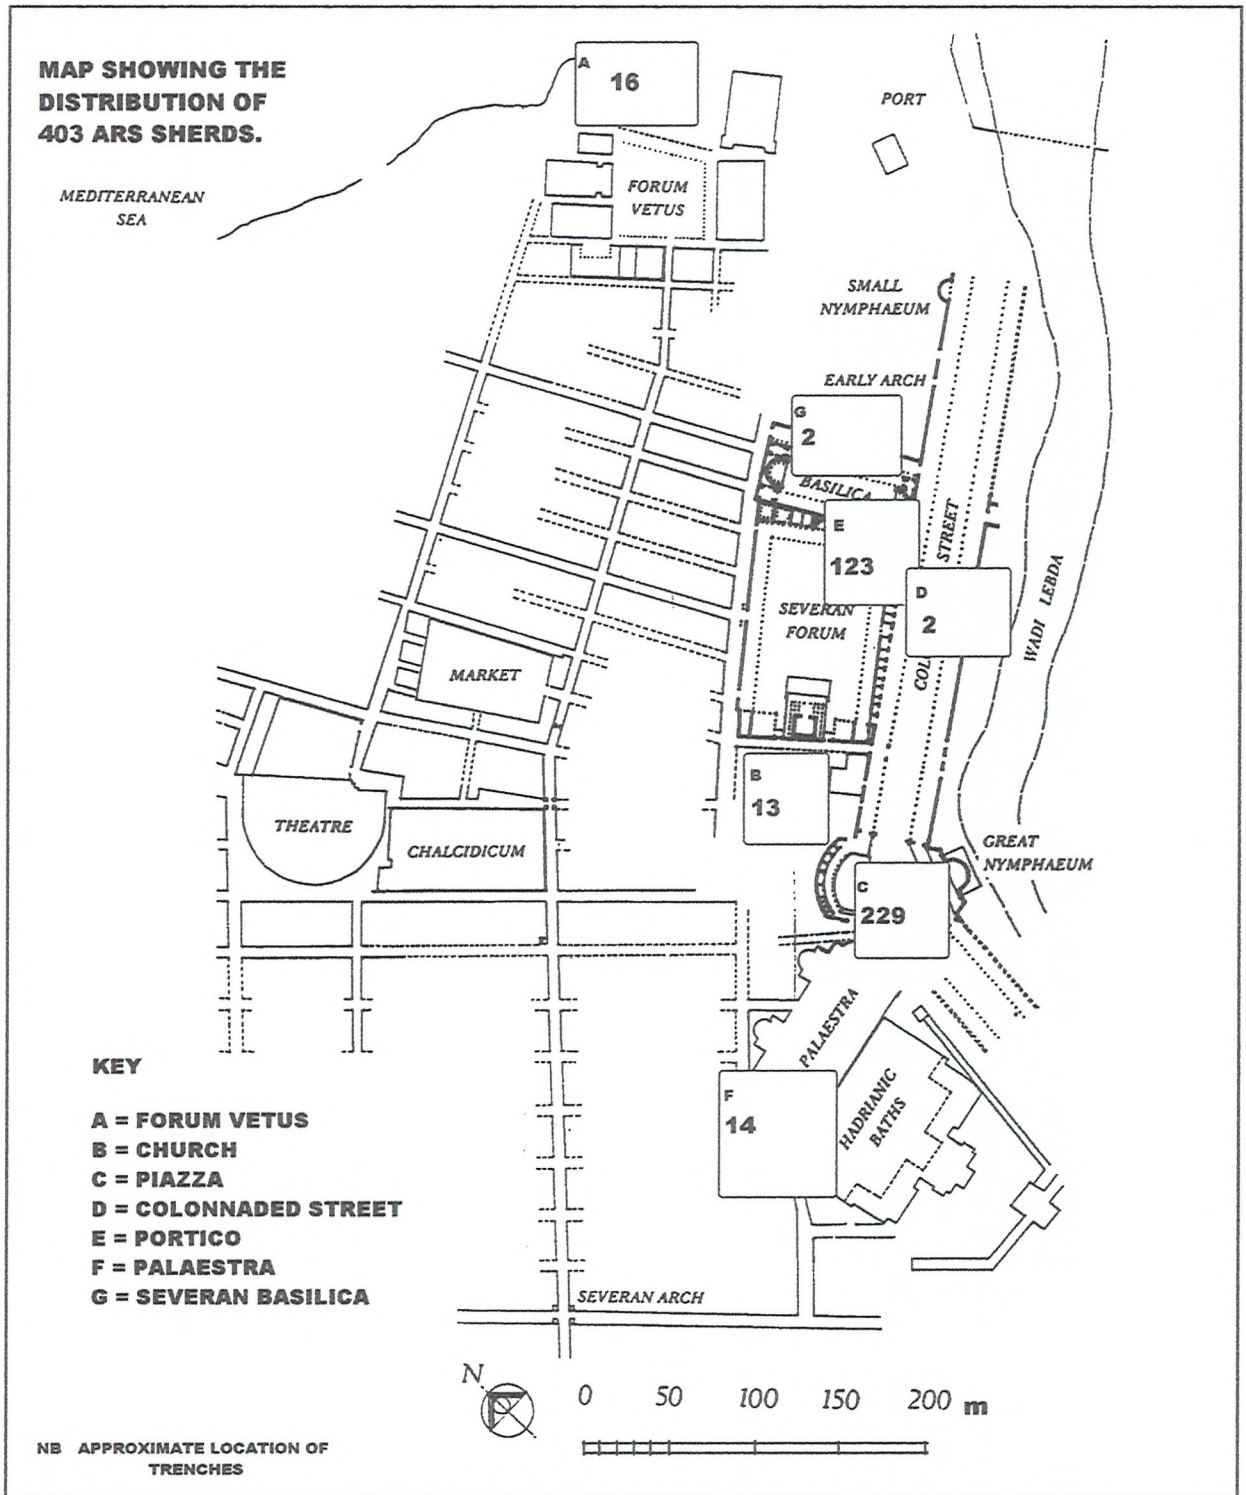 MAP SHOWING THE
DISTRIBUTION OF
403 ARS SHERDS.
MEDITERRANEAN
SEA
A
16
PORT
FORUM
VETUS
SMALL
NYMPHAEUM
EARLY ARCH
G
2
BASILICA
E
123
STREET
D
2
COL
WADI LEBDA
SEVERAN
FORUM
MARKET
B
13
THEATRE
CHALCIDICUM
GREAT
NYMPHAEUM
C
229
PALAESTRA
F
14
HADRIANIC
BATHS
KEY
A = FORUM VETUS
B = CHURCH
C = PIAZZA
D = COLONNADED STREET
E = PORTICO
F = PALAESTRA
G = SEVERAN BASILICA
SEVERAN ARCH
N
0 50 100 150 200 m
NB APPROXIMATE LOCATION OF
TRENCHES